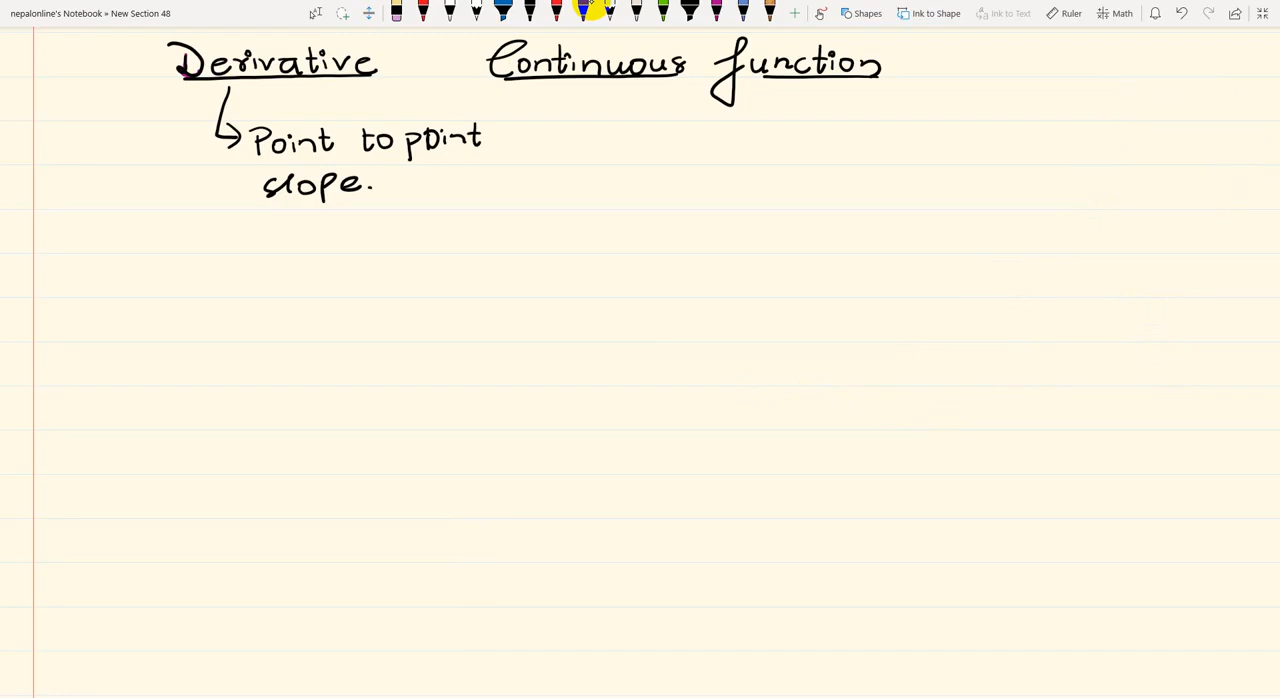 nepalonline's Notebook » New Section 48
Shapes Ink to Shape Ink to Text Ruler Math
Derivative Continuous function
Point to point
slope.